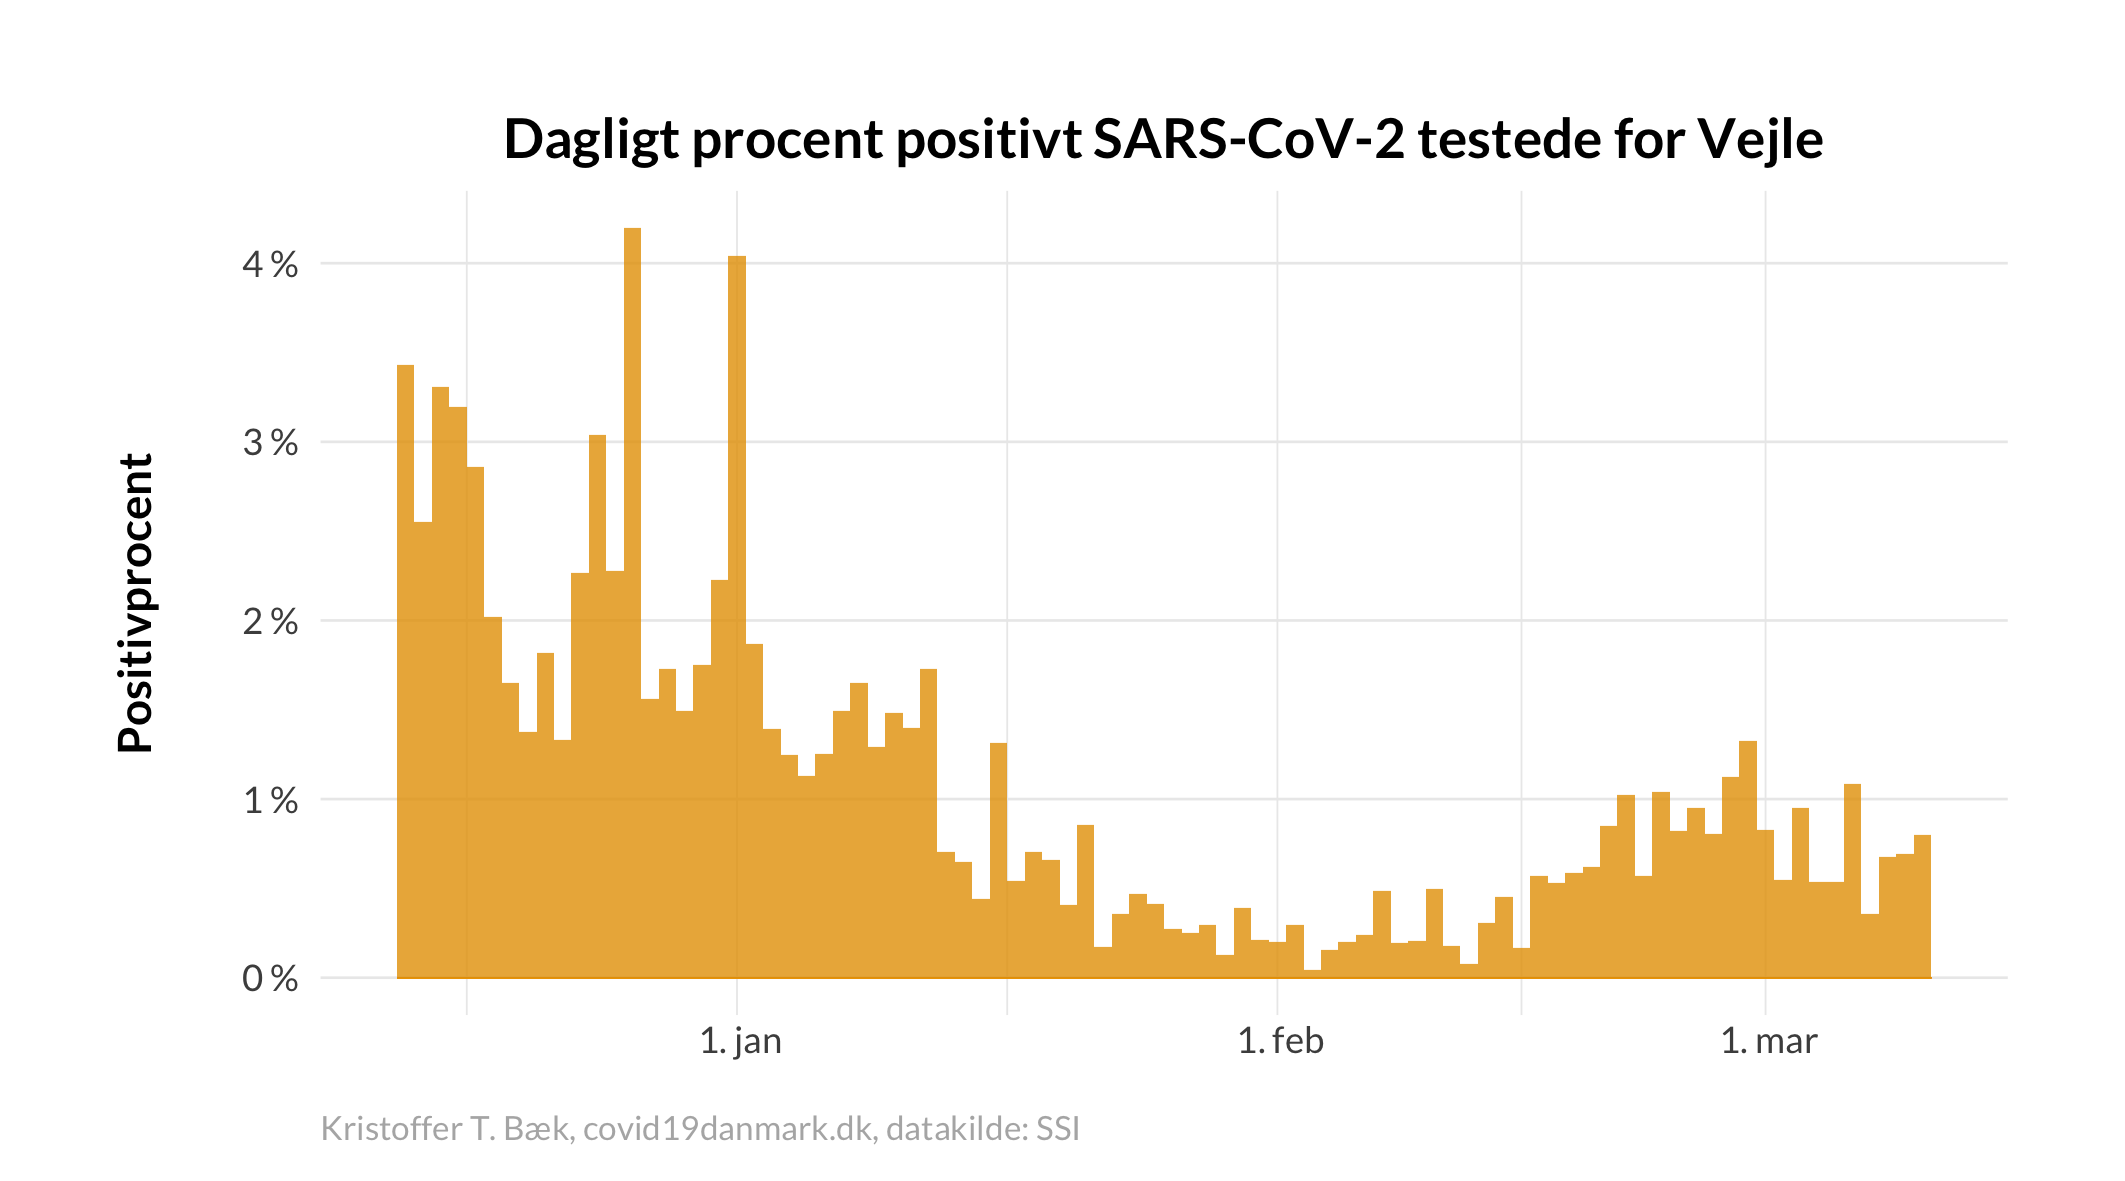 Dagligt procent positivt SARS-CoV-2 testede for Vejle
Positivprocent
4 %
3 %
2 %
1 %
0 %
1. jan
1. feb
1. mar
Kristoffer T. Bæk, covid19danmark.dk, datakilde: SSI